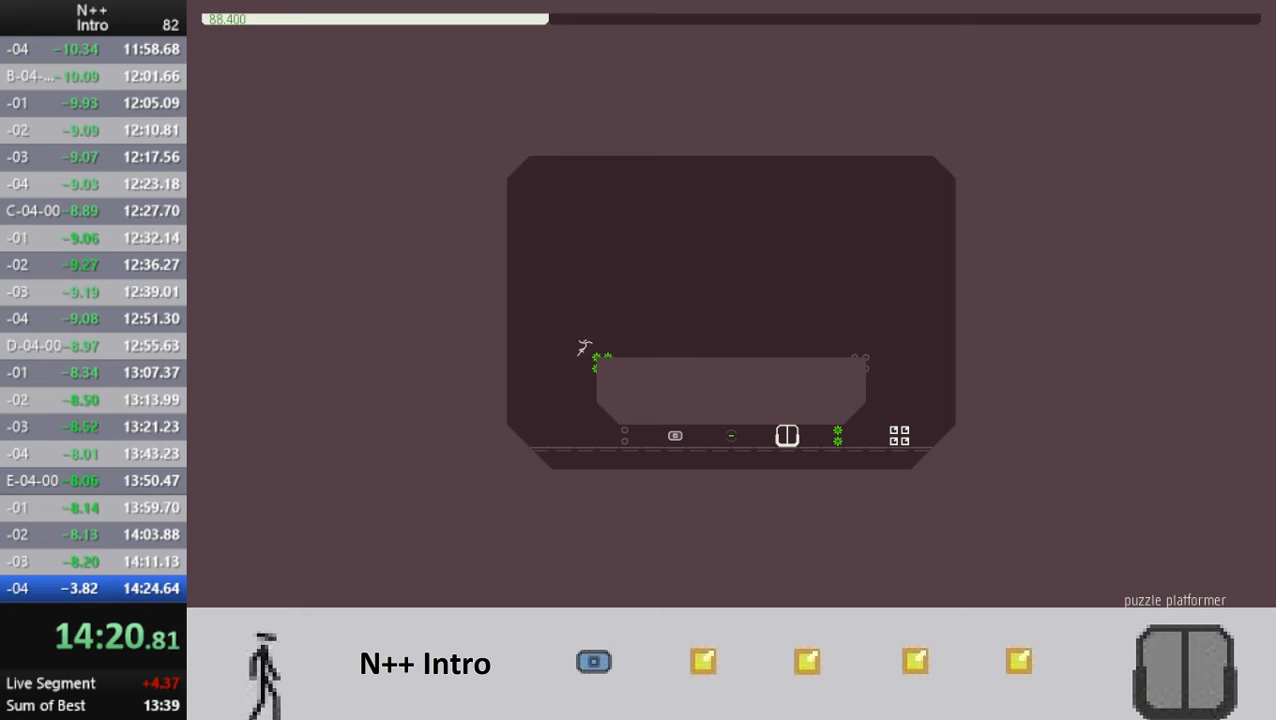 N++
Intro 82
-04 -10.34 11:58.68
B-04-... -10.09 12:01.66
-01 -9.93 12:05.09
-02 -9.09 12:10.81
-03 -9.07 12:17.56
-04 -9.03 12:23.18
C-04-00 -8.89 12:27.70
-01 -9.06 12:32.14
-02 -9.27 12:36.27
-03 -9.19 12:39.01
-04 -9.08 12:51.30
D-04-00 -8.97 12:55.63
-01 -8.34 13:07.37
-02 -8.50 13:13.99
-03 -8.52 13:21.23
-04 -8.01 13:43.23
E-04-00 -8.06 13:50.47
-01 -8.14 13:59.70
-02 -8.13 14:03.88
-03 -8.20 14:11.13
-04 -3.82 14:24.64
14:20.81
Live Segment +4.37
Sum of Best 13:39
88.400
puzzle platformer
N++ Intro